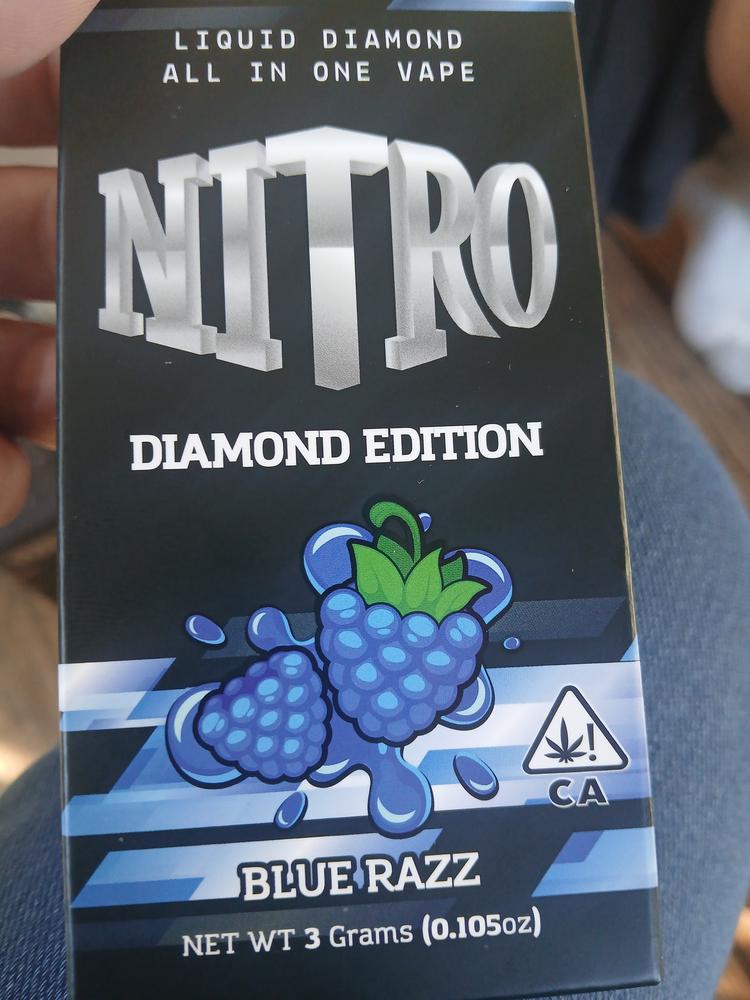 LIQUID DIAMOND
ALL IN ONE VAPE
NITRO
DIAMOND EDITION
!
CA
BLUE RAZZ
NET WT 3 Grams (0.105oz)